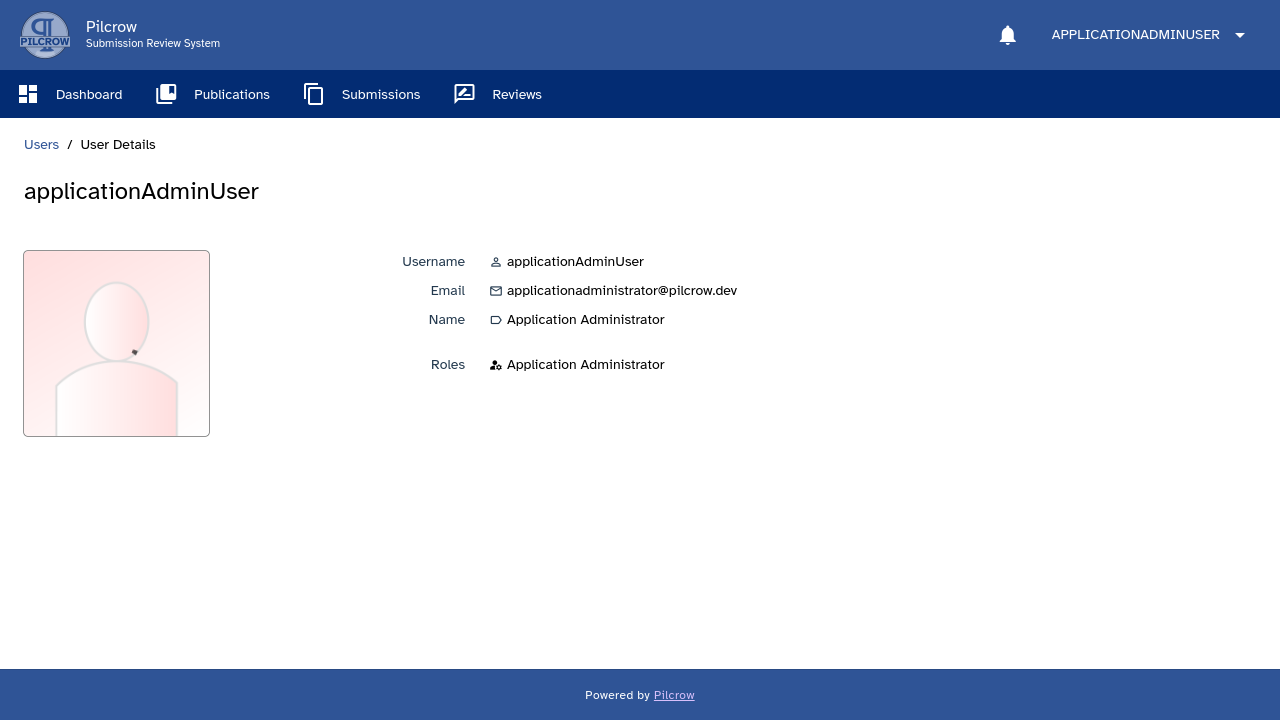 PILCROW
Pilcrow
Submission Review System
APPLICATIONADMINUSER
Dashboard
Publications
Submissions
Reviews
Users / User Details
applicationAdminUser
Username applicationAdminUser
Email applicationadministrator@pilcrow.dev
Name Application Administrator
Roles Application Administrator
Powered by Pilcrow